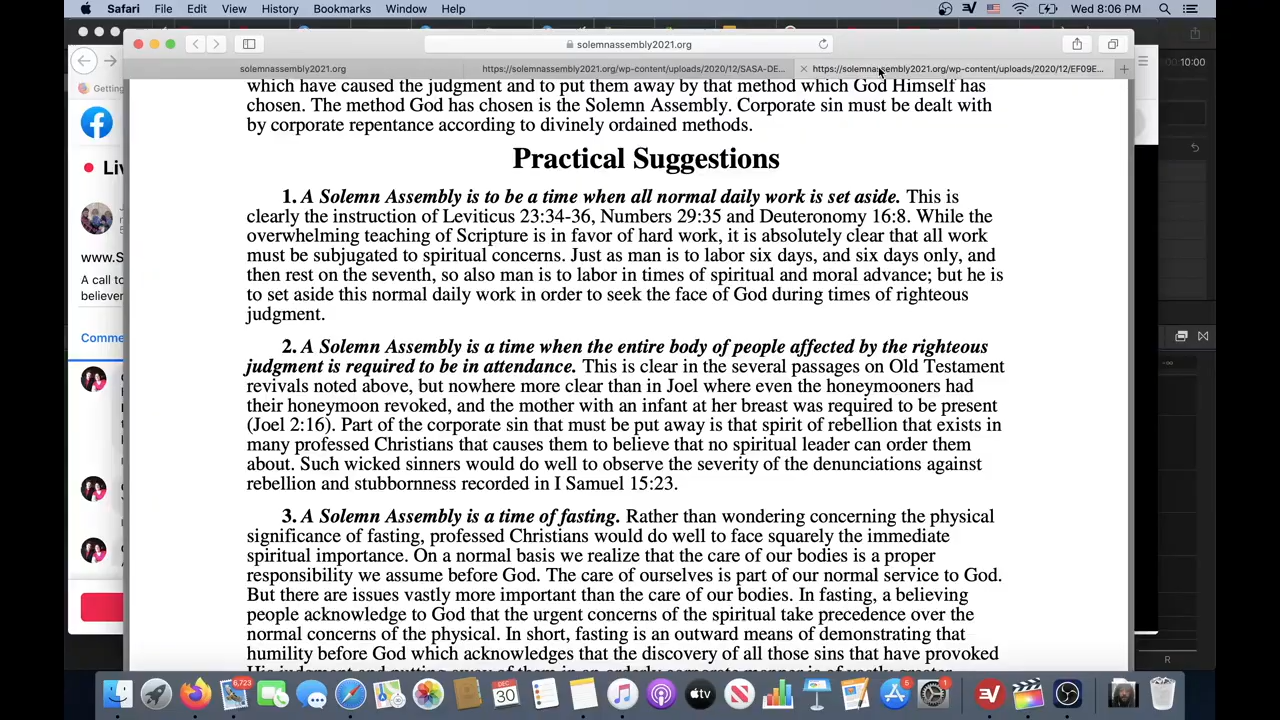 Safari File Edit View History Bookmarks Window Help
Wed 8:06 PM
solemnassembly2021.org
10:00
solemnassembly2021.org
https://solemnassembly2021.org/wp-content/uploads/2020/12/SASA-DE...
https://solemnassembly2021.org/wp-content/uploads/2020/12/EF09E...
Getting
which have caused the judgment and to put them away by that method which God Himself has
chosen. The method God has chosen is the Solemn Assembly. Corporate sin must be dealt with
by corporate repentance according to divinely ordained methods.
Practical Suggestions
Liv
1. A Solemn Assembly is to be a time when all normal daily work is set aside. This is
clearly the instruction of Leviticus 23:34-36, Numbers 29:35 and Deuteronomy 16:8. While the
overwhelming teaching of Scripture is in favor of hard work, it is absolutely clear that all work
must be subjugated to spiritual concerns. Just as man is to labor six days, and six days only, and
then rest on the seventh, so also man is to labor in times of spiritual and moral advance; but he is
to set aside this normal daily work in order to seek the face of God during times of righteous
judgment.
www.S
A call to
believer
Comme
2. A Solemn Assembly is a time when the entire body of people affected by the righteous
judgment is required to be in attendance. This is clear in the several passages on Old Testament
revivals noted above, but nowhere more clear than in Joel where even the honeymooners had
their honeymoon revoked, and the mother with an infant at her breast was required to be present
(Joel 2:16). Part of the corporate sin that must be put away is that spirit of rebellion that exists in
many professed Christians that causes them to believe that no spiritual leader can order them
about. Such wicked sinners would do well to observe the severity of the denunciations against
rebellion and stubbornness recorded in I Samuel 15:23.
3. A Solemn Assembly is a time of fasting. Rather than wondering concerning the physical
significance of fasting, professed Christians would do well to face squarely the immediate
spiritual importance. On a normal basis we realize that the care of our bodies is a proper
responsibility we assume before God. The care of ourselves is part of our normal service to God.
But there are issues vastly more important than the care of our bodies. In fasting, a believing
people acknowledge to God that the urgent concerns of the spiritual take precedence over the
normal concerns of the physical. In short, fasting is an outward means of demonstrating that
humility before God which acknowledges that the discovery of all those sins that have provoked
R
6,723
DEC
30
tv
5
1